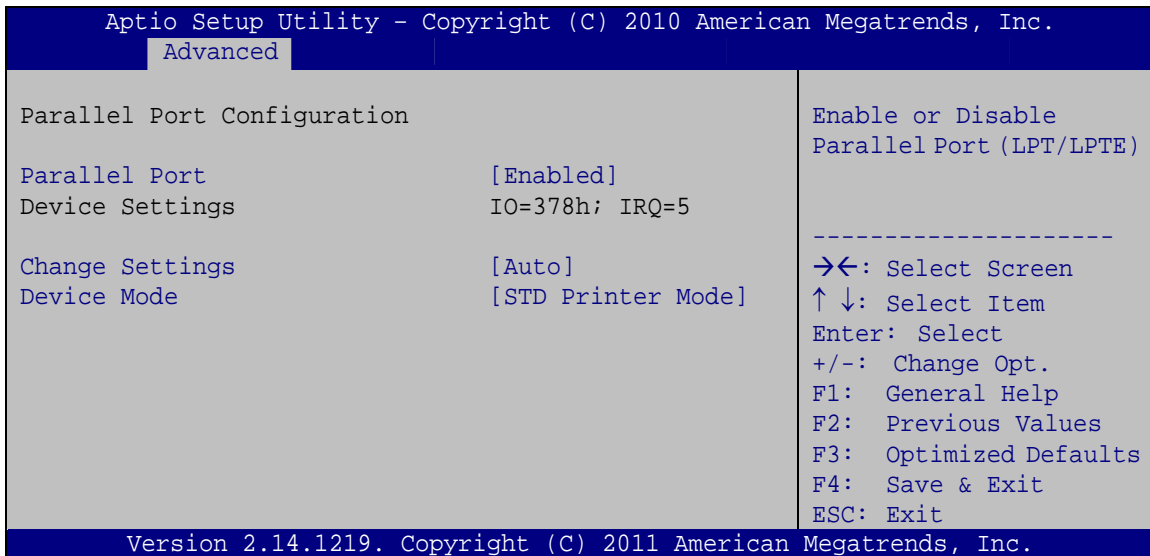 Aptio Setup Utility – Copyright (C) 2010 American Megatrends, Inc.
Advanced
Parallel Port Configuration
Parallel Port [Enabled]
Device Settings IO=378h; IRQ=5
Change Settings [Auto]
Device Mode [STD Printer Mode]
Enable or Disable
Parallel Port (LPT/LPTE)
---------------------
→←: Select Screen
↑ ↓: Select Item
Enter: Select
+/-: Change Opt.
F1: General Help
F2: Previous Values
F3: Optimized Defaults
F4: Save & Exit
ESC: Exit
Version 2.14.1219. Copyright (C) 2011 American Megatrends, Inc.